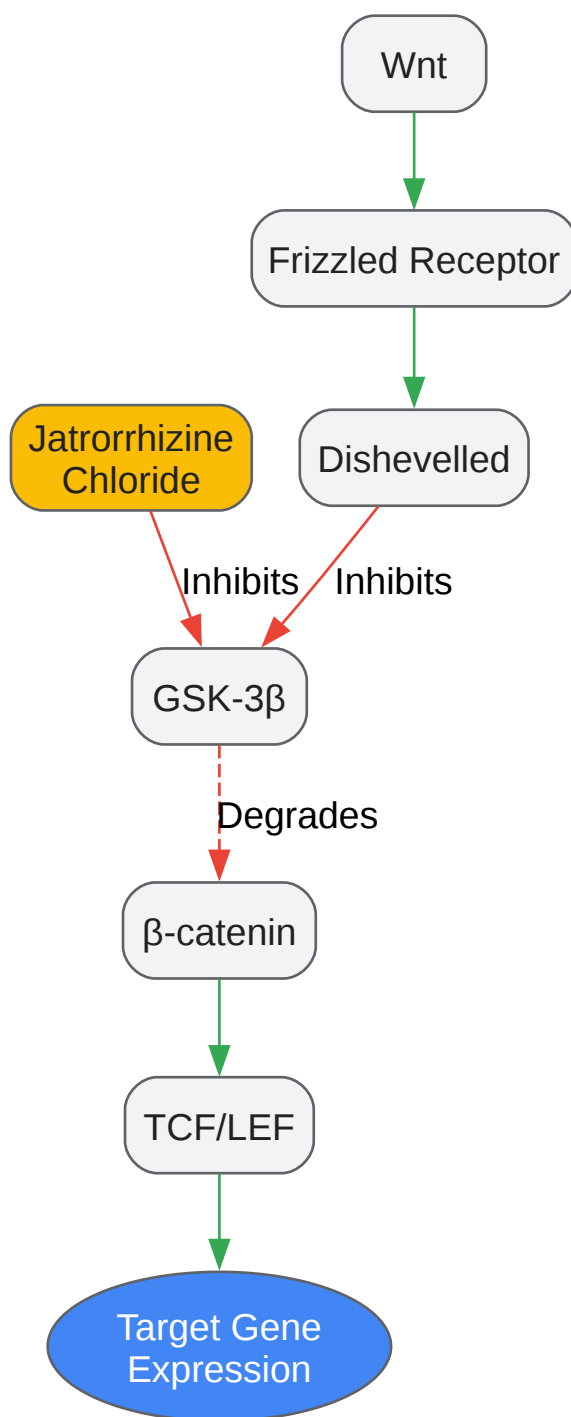 Wnt
Frizzled Receptor
Jatrorrhizine
Chloride
Dishevelled
Inhibits
Inhibits
GSK-3β
Degrades
β-catenin
TCF/LEF
Target Gene
Expression